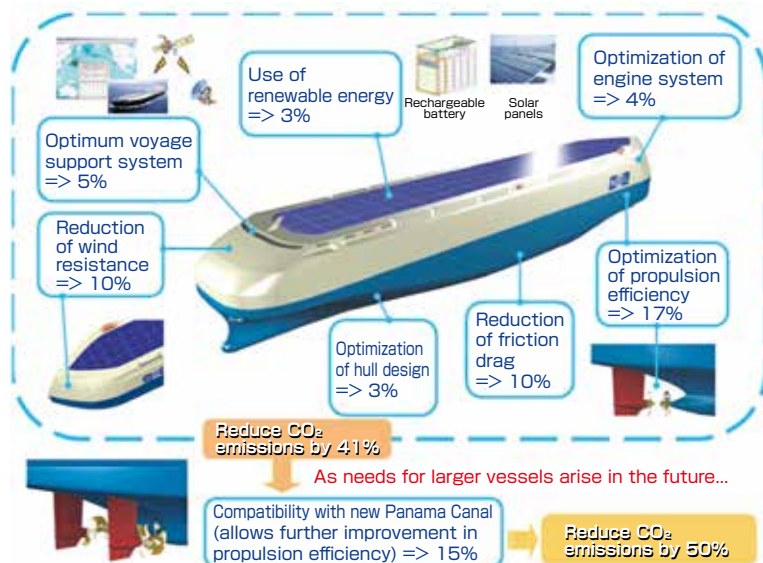 Use of
renewable energy
=> 3%
Rechargeable
battery
Solar
panels
Optimization of
engine system
=> 4%
Optimum voyage
support system
=> 5%
Reduction
of wind
resistance
=> 10%
Optimization
of hull design
=> 3%
Reduction
of friction
drag
=> 10%
Optimization
of propulsion
efficiency
=> 17%
Reduce CO₂
emissions by 41%
As needs for larger vessels arise in the future...
Compatibility with new Panama Canal
(allows further improvement in
propulsion efficiency) => 15%
Reduce CO₂
emissions by 50%